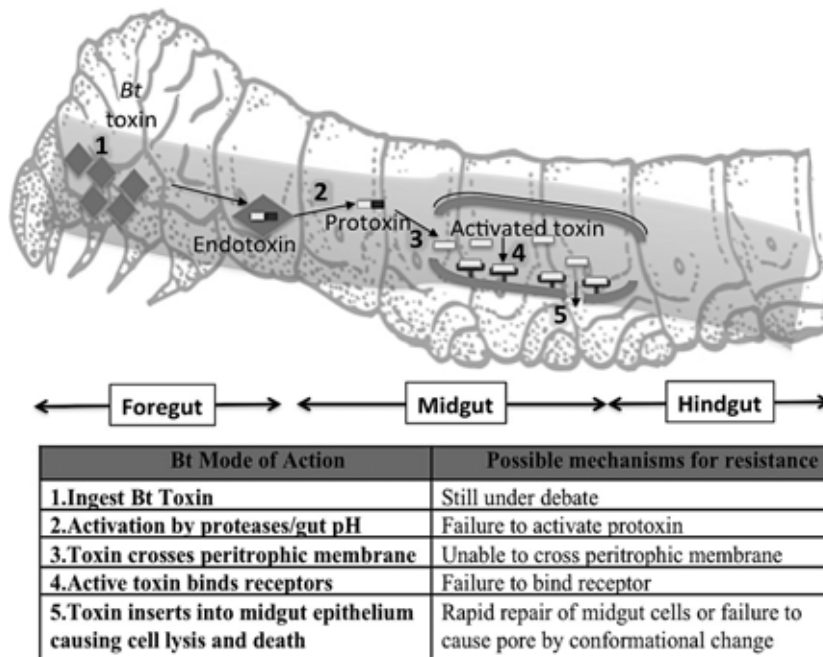 Bt
toxin
1
2
Endotoxin
Protoxin
3
Activated toxin
4
5
Foregut
Midgut
Hindgut
Bt Mode of Action Possible mechanisms for resistance
1.Ingest Bt Toxin Still under debate
2.Activation by proteases/gut pH Failure to activate protoxin
3.Toxin crosses peritrophic membrane Unable to cross peritrophic membrane
4.Active toxin binds receptors Failure to bind receptor
5.Toxin inserts into midgut epithelium Rapid repair of midgut cells or failure to
causing cell lysis and death cause pore by conformational change